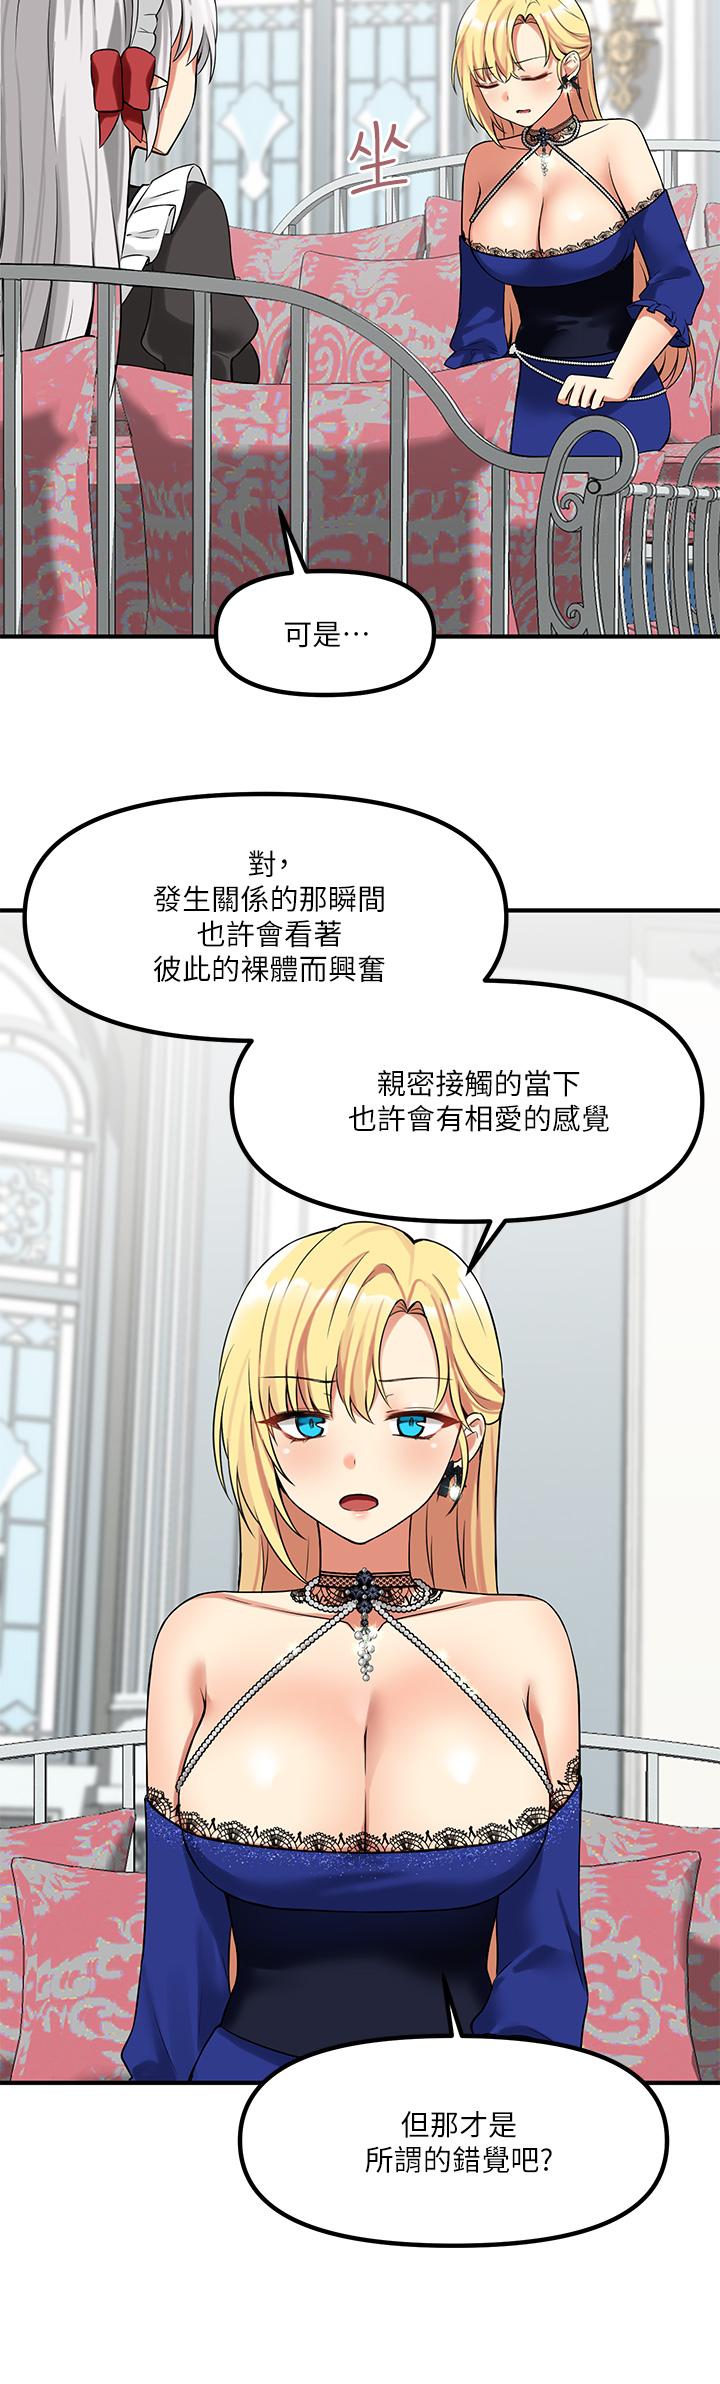 坐
可是⋯
對,
發生關係的那瞬間
也許會看著
彼此的裸體而興奮
親密接觸的當下
也許會有相愛的感覺
但那才是
所謂的錯覺吧?